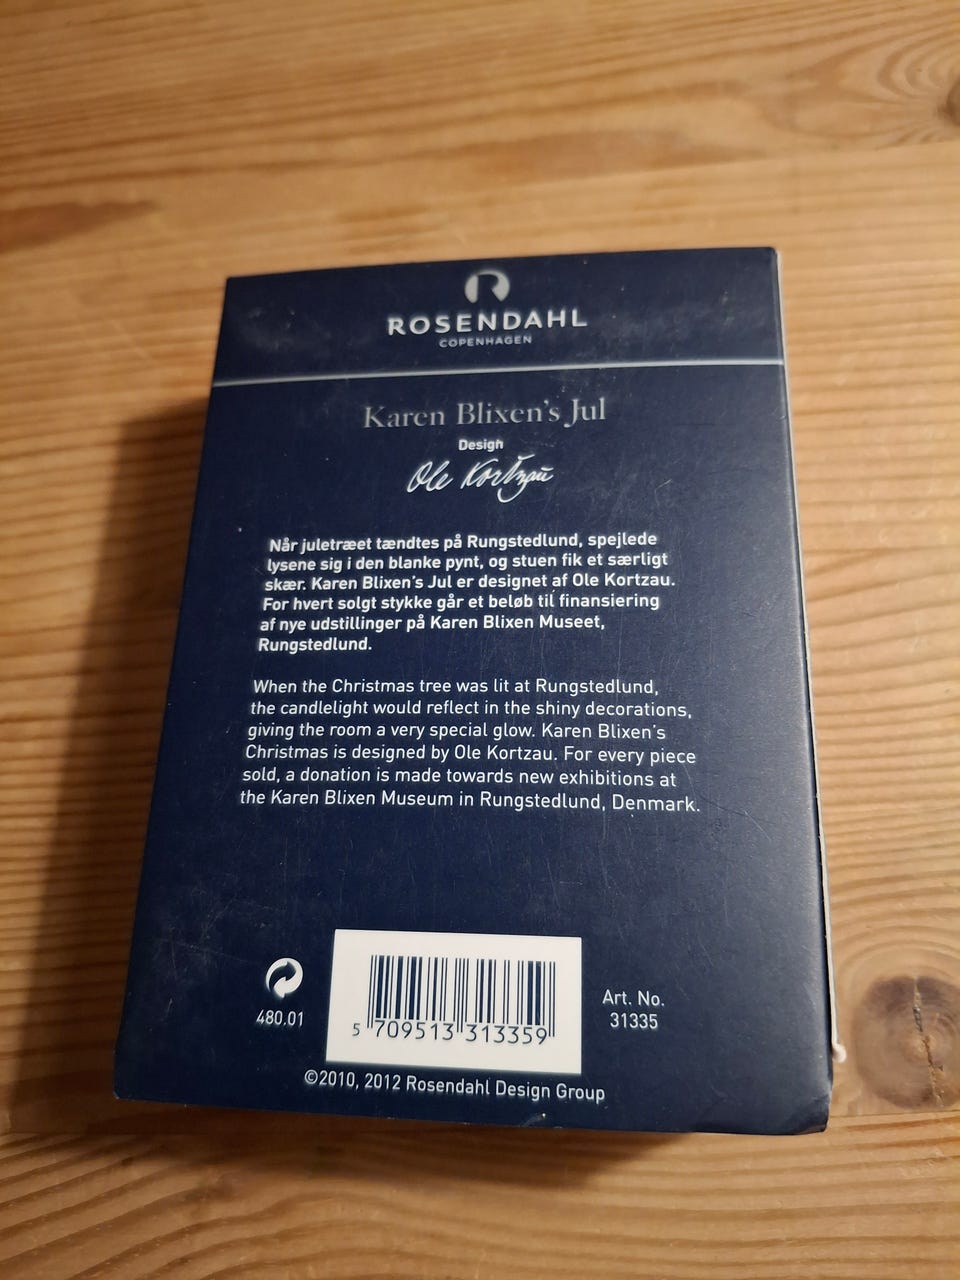 ROSENDAHL
COPENHAGEN
Karen Blixen's Jul
Design
Ole Kortzau
Når juletræet tændtes på Rungstedlund, spejlede
lysene sig i den blanke pynt, og stuen fik et særligt
skær. Karen Blixen's Jul er designet af Ole Kortzau.
For hvert solgt stykke går et beløb til finansiering
af nye udstillinger på Karen Blixen Museet,
Rungstedlund.
When the Christmas tree was lit at Rungstedlund,
the candlelight would reflect in the shiny decorations,
giving the room a very special glow. Karen Blixen's
Christmas is designed by Ole Kortzau. For every piece
sold, a donation is made towards new exhibitions at
the Karen Blixen Museum in Rungstedlund, Denmark.
480.01
5 709513 313359
Art. No.
31335
©2010, 2012 Rosendahl Design Group